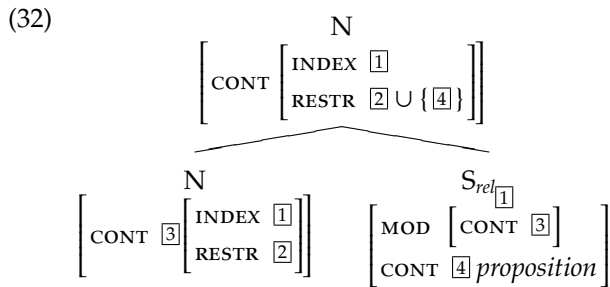 (32)
N
[CONT [INDEX [1]
RESTR [2] ∪ {[4]}]]
N
[CONT [3][INDEX [1]
RESTR [2]]]
S_rel_[1]
[MOD [CONT [3]]
CONT [4] proposition]